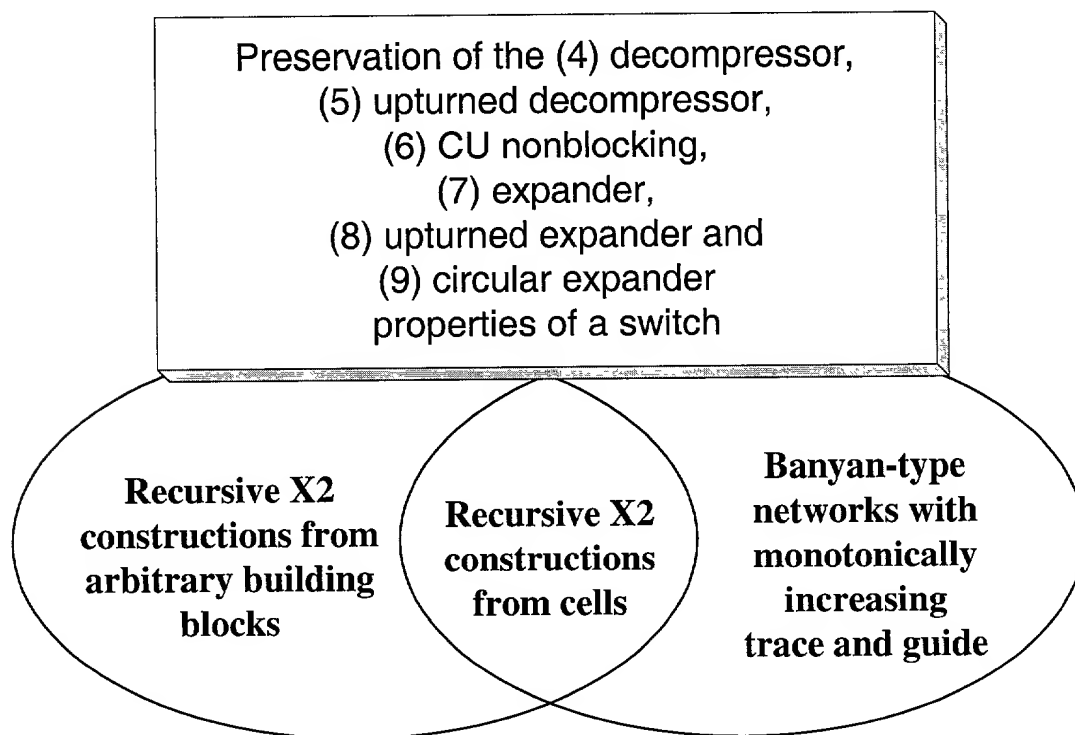 Preservation of the (4) decompressor,
(5) upturned decompressor,
(6) CU nonblocking,
(7) expander,
(8) upturned expander and
(9) circular expander
properties of a switch
Recursive X2
constructions from
arbitrary building
blocks
Recursive X2
constructions
from cells
Banyan-type
networks with
monotonically
increasing
trace and guide